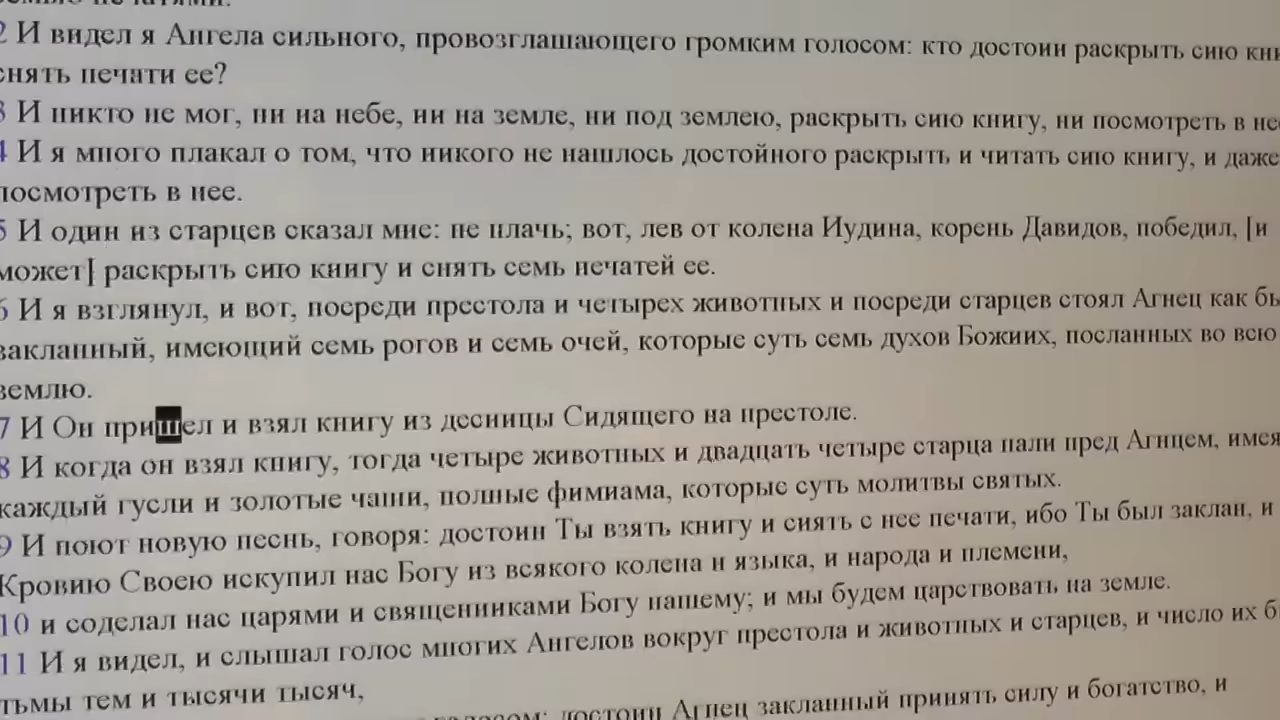 2 И видел я Ангела сильного, провозглашающего громким голосом: кто достоин раскрыть сию
снять печати ее?
3 И никто не мог, ни на небе, ни на земле, ни под землею, раскрыть сию книгу, ни посмотреть в
4 И я много плакал о том, что никого не нашлось достойного раскрыть и читать сию книгу, и даже
посмотреть в нее.
5 И один из старцев сказал мне: не плачь; вот, лев от колена Иудина, корень Давидов, победил, [и
может] раскрыть сию книгу и снять семь печатей ее.
6 И я взглянул, и вот, посреди престола и четырех животных и посреди старцев стоял Агнец как
закланный, имеющий семь рогов и семь очей, которые суть семь духов Божиих, посланных во всю
землю.
7 И Он пришел и взял книгу из десницы Сидящего на престоле.
8 И когда он взял книгу, тогда четыре животных и двадцать четыре старца пали пред Агнцем, имея
каждый гусли и золотые чаши, полные фимиама, которые суть молитвы святых.
9 И поют новую песнь, говоря: достоин Ты взять книгу и снять с нее печати, ибо Ты был заклан, и
Кровию Своею искупил нас Богу из всякого колена и языка, и народа и племени,
10 и соделал нас царями и священниками Богу нашему; и мы будем царствовать на земле.
11 И я видел, и слышал голос многих Ангелов вокруг престола и животных и старцев, и число их
тьмы тем и тысячи тысяч,
достоин Агнец закланный принять силу и богатство, и